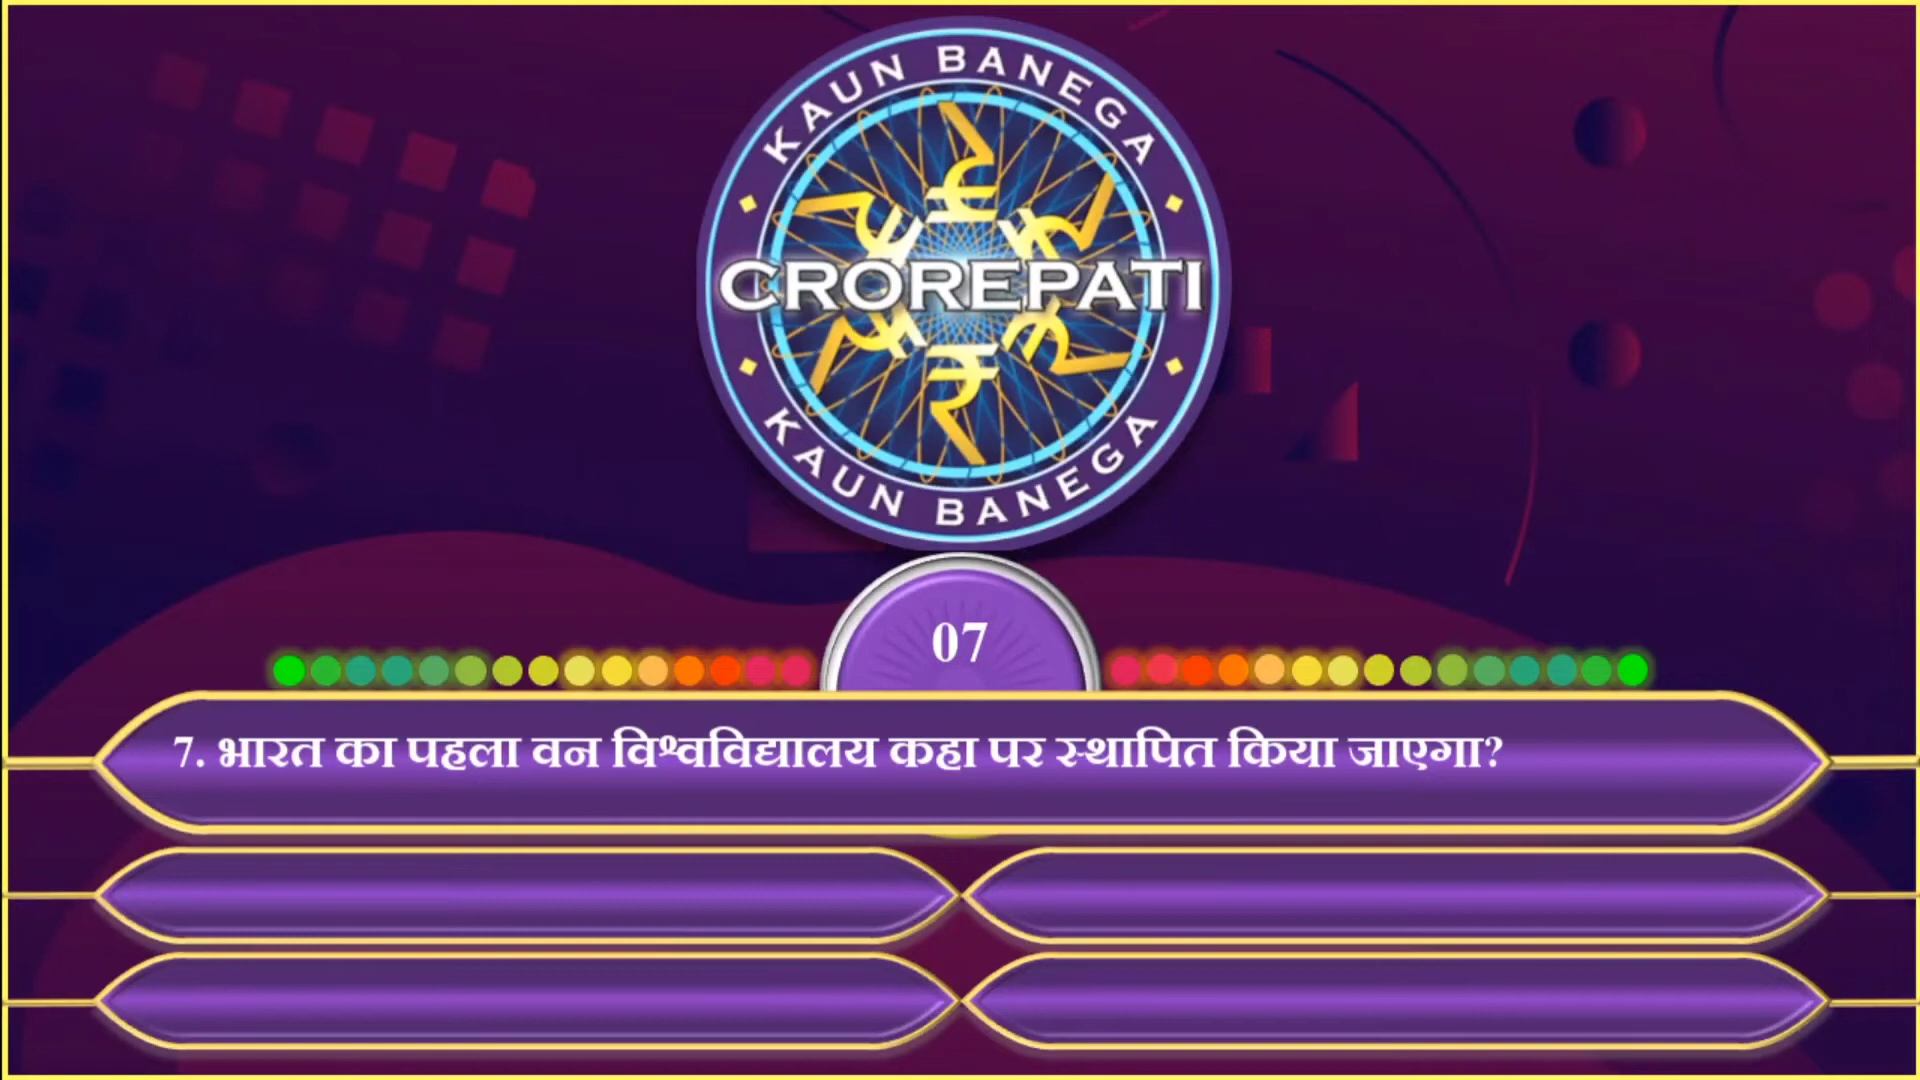 KAUN BANEGA
CROREPATI
KAUN BANEGA
07
7. भारत का पहला वन विश्वविद्यालय कहा पर स्थापित किया जाएगा?